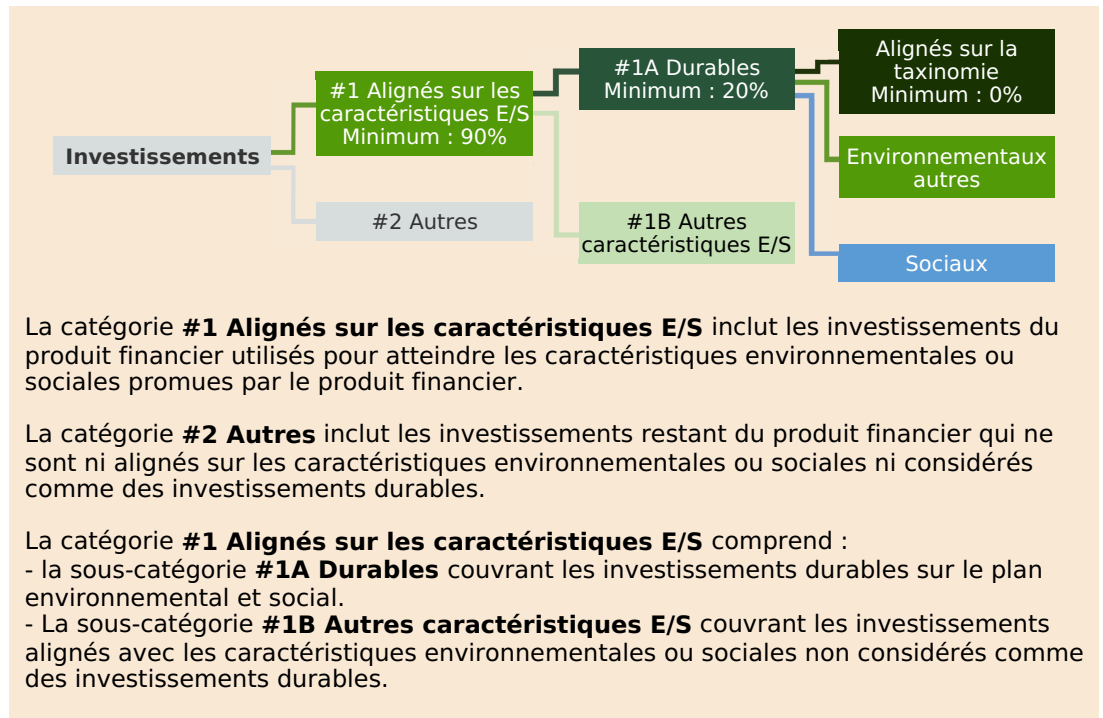 Investissements
#1 Alignés sur les
caractéristiques E/S
Minimum : 90%
#2 Autres
#1A Durables
Minimum : 20%
#1B Autres
caractéristiques E/S
Alignés sur la
taxinomie
Minimum : 0%
Environnementaux
autres
Sociaux
La catégorie #1 Alignés sur les caractéristiques E/S inclut les investissements du
produit financier utilisés pour atteindre les caractéristiques environnementales ou
sociales promues par le produit financier.
La catégorie #2 Autres inclut les investissements restant du produit financier qui ne
sont ni alignés sur les caractéristiques environnementales ou sociales ni considérés
comme des investissements durables.
La catégorie #1 Alignés sur les caractéristiques E/S comprend :
- la sous-catégorie #1A Durables couvrant les investissements durables sur le plan
environnemental et social.
- La sous-catégorie #1B Autres caractéristiques E/S couvrant les investissements
alignés avec les caractéristiques environnementales ou sociales non considérés comme
des investissements durables.